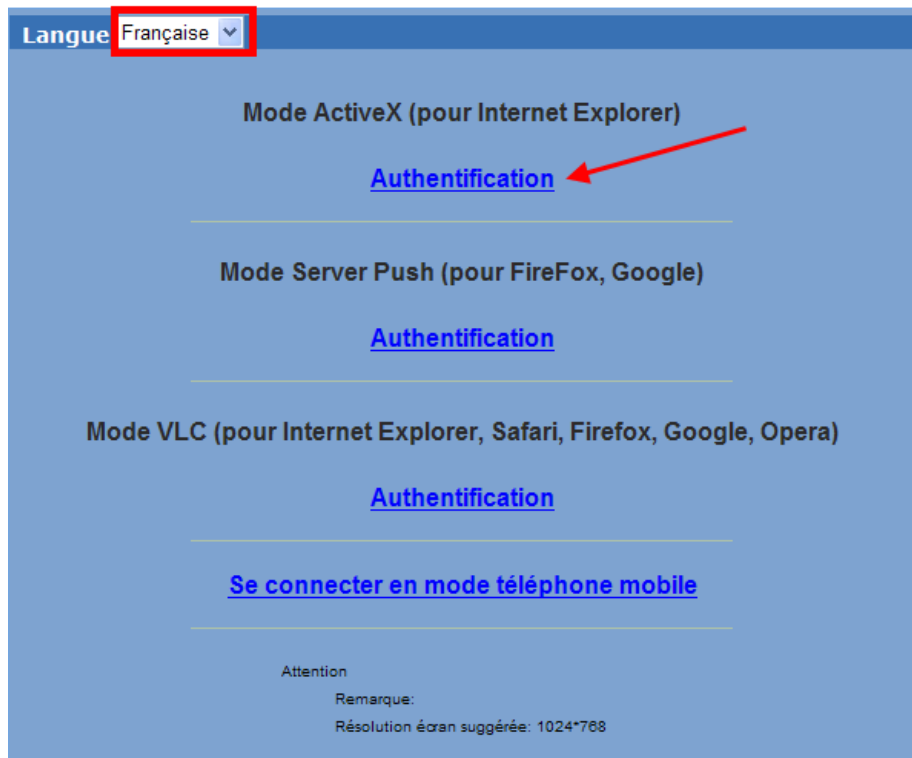 Langue Française
Mode ActiveX (pour Internet Explorer)
Authentification
Mode Server Push (pour FireFox, Google)
Authentification
Mode VLC (pour Internet Explorer, Safari, Firefox, Google, Opera)
Authentification
Se connecter en mode téléphone mobile
Attention
Remarque:
Résolution écran suggérée: 1024*768